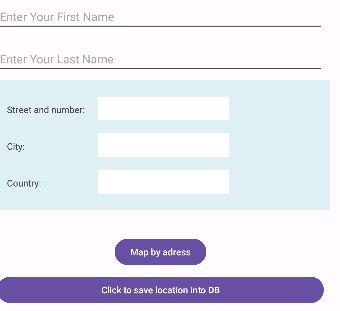 Enter Your First Name
Enter Your Last Name
Street and number:
City:
Country:
Map by adress
Click to save location into DB